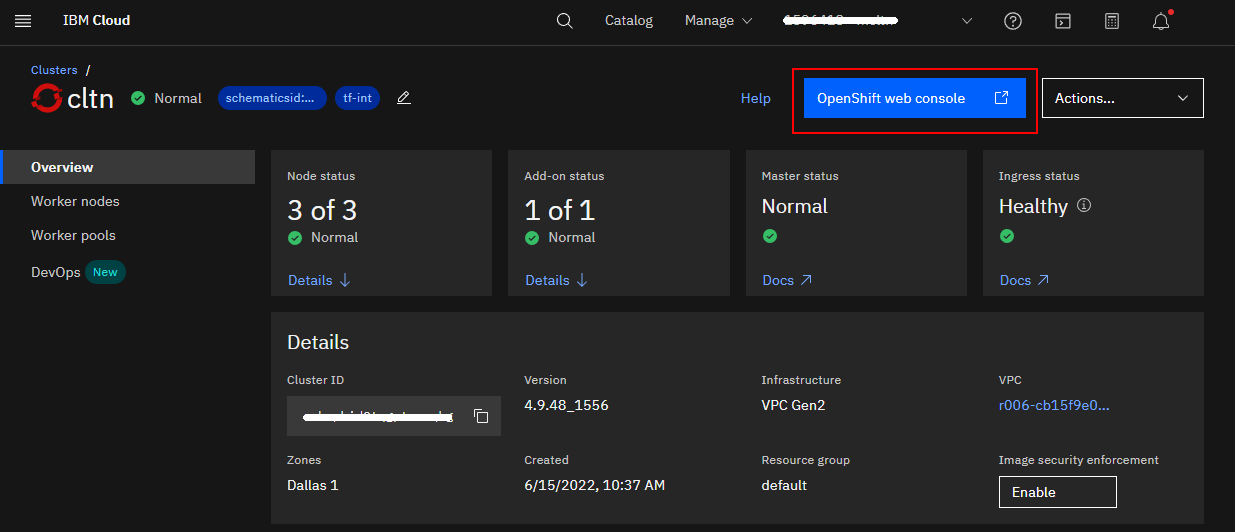 IBM Cloud Catalog Manage
Clusters /
cltn Normal schematicsid:... tf-int Help OpenShift web console Actions...
Overview
Worker nodes
Worker pools
DevOps New
Node status
3 of 3
Normal
Details
Add-on status
1 of 1
Normal
Details
Master status
Normal
Docs
Ingress status
Healthy
Docs
Details
Cluster ID
Version
4.9.48_1556
Infrastructure
VPC Gen2
VPC
r006-cb15f9e0...
Zones
Dallas 1
Created
6/15/2022, 10:37 AM
Resource group
default
Image security enforcement
Enable